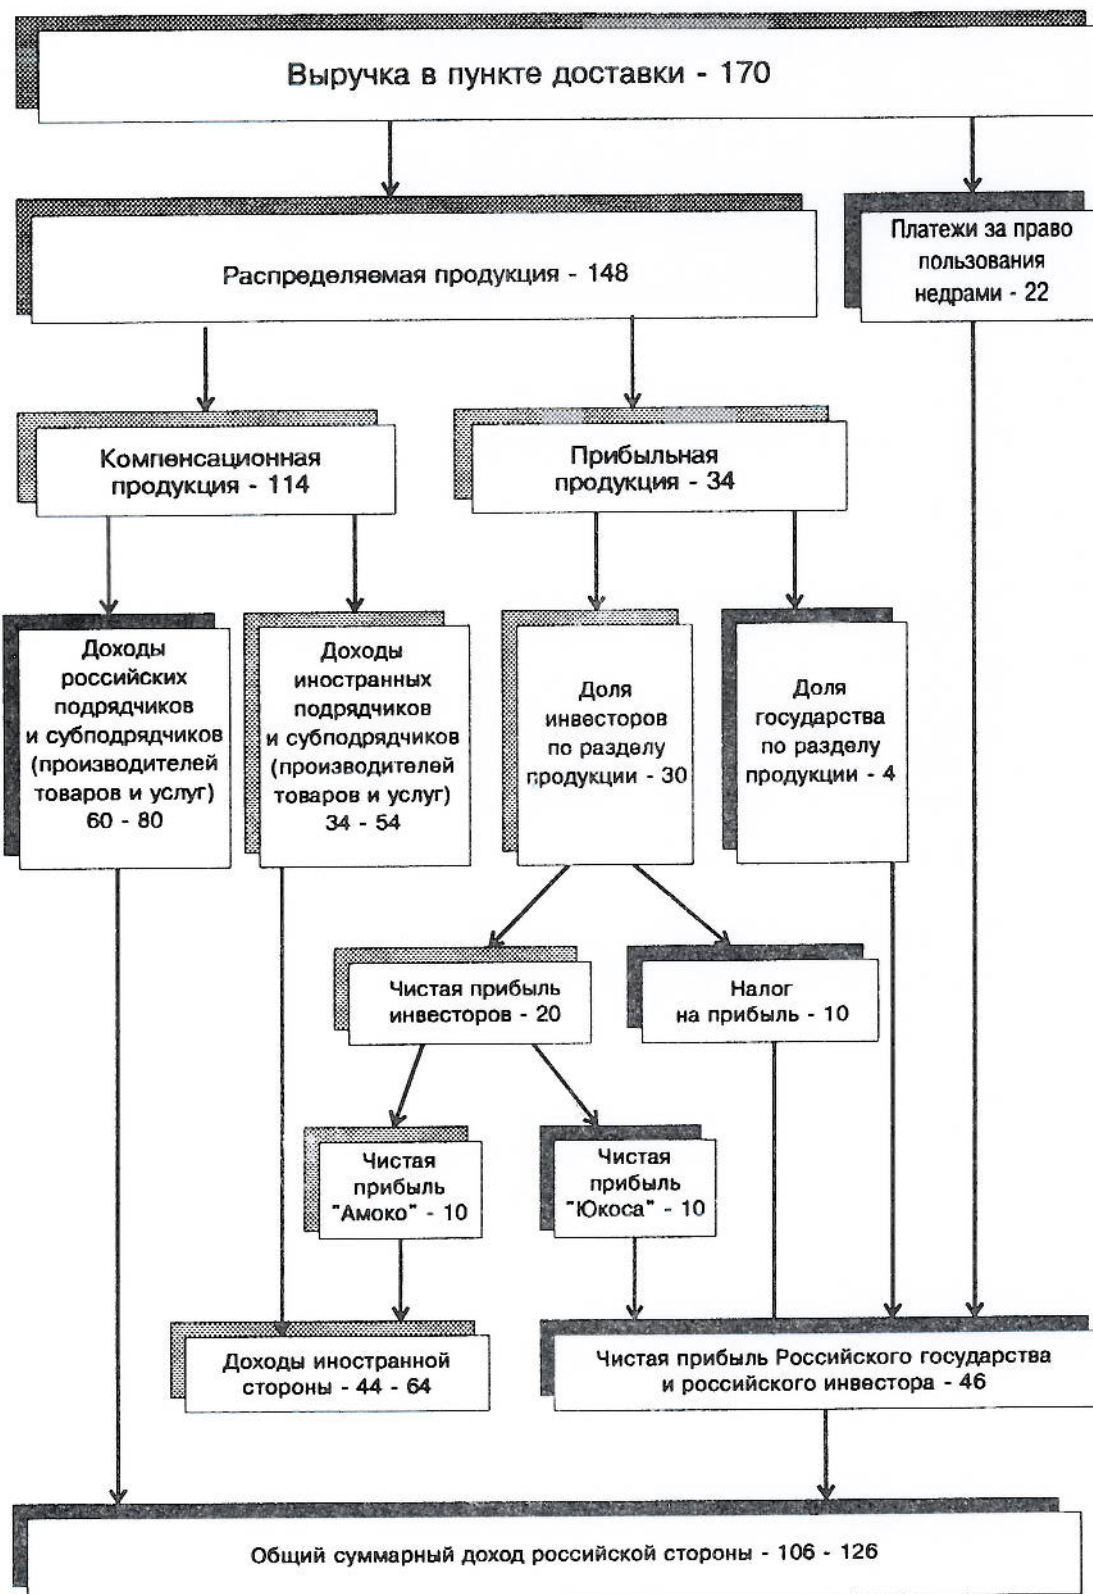 Выручка в пункте доставки - 170
Распределяемая продукция - 148
Платежи за право
пользования
недрами - 22
Компенсационная
продукция - 114
Прибыльная
продукция - 34
Доходы
российских
подрядчиков
и субподрядчиков
(производителей
товаров и услуг)
60 - 80
Доходы
иностранных
подрядчиков
и субподрядчиков
(производителей
товаров и услуг)
34 - 54
Доля
инвесторов
по разделу
продукции - 30
Доля
государства
по разделу
продукции - 4
Чистая прибыль
инвесторов - 20
Налог
на прибыль - 10
Чистая
прибыль
"Амоко" - 10
Чистая
прибыль
"Юкоса" - 10
Доходы иностранной
стороны - 44 - 64
Чистая прибыль Российского государства
и российского инвестора - 46
Общий суммарный доход российской стороны - 106 - 126